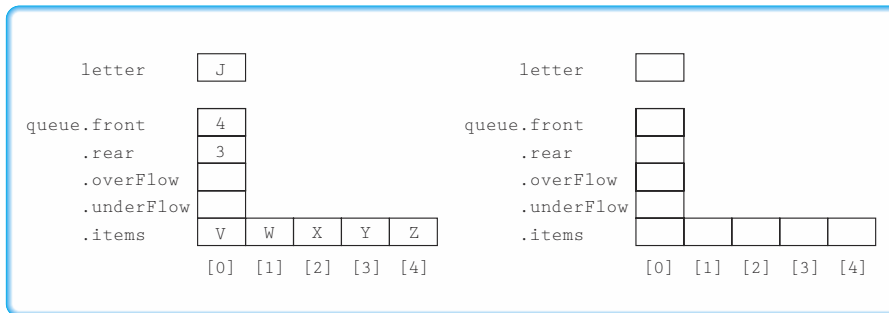 letter J letter
queue.front 4 queue.front
.rear 3 .rear
.overFlow .overFlow
.underFlow .underFlow
.items V W X Y Z .items
[0] [1] [2] [3] [4] [0] [1] [2] [3] [4]